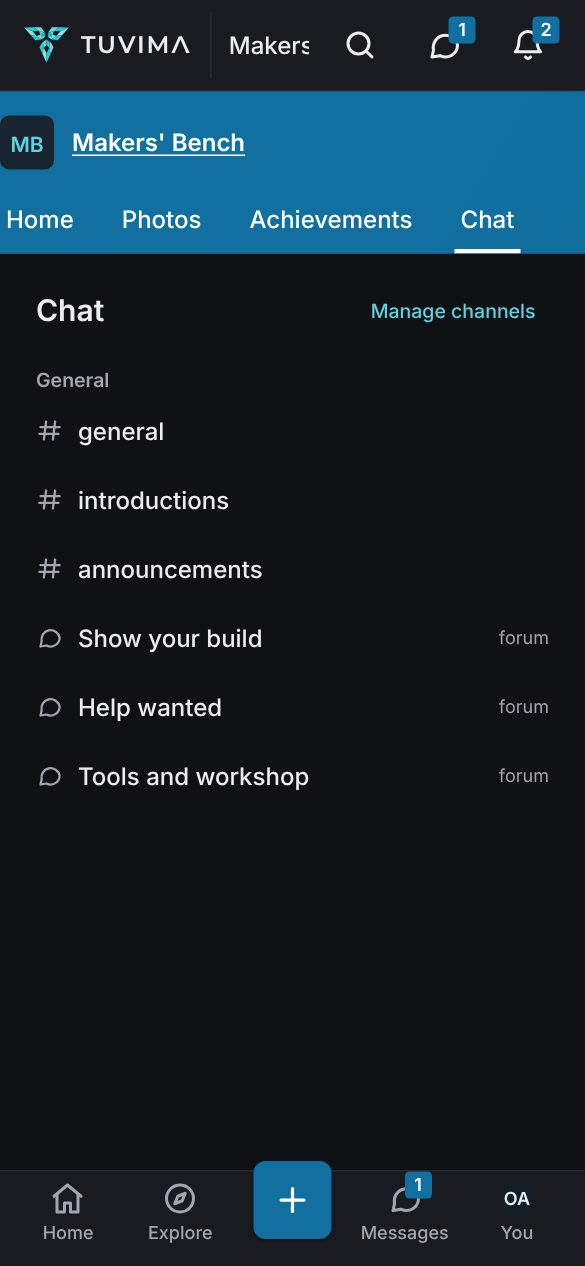 TUVIMA
Makers
1
2
MB
Makers' Bench
Home
Photos
Achievements
Chat
Chat
Manage channels
General
# general
# introductions
# announcements
Show your build
forum
Help wanted
forum
Tools and workshop
forum
Home
Explore
+
1
Messages
OA
You